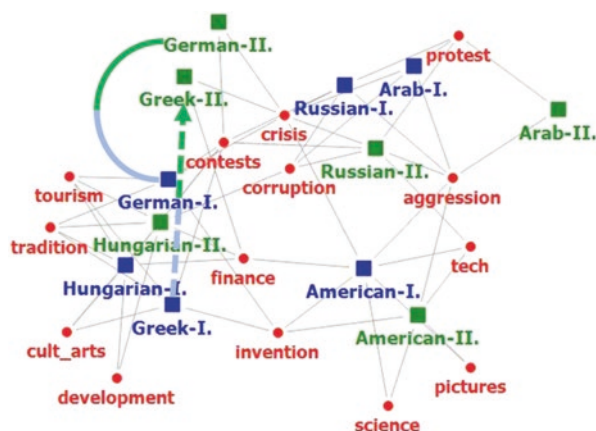 German-II.
protest
Greek-II.
Arab-I.
Russian-I.
crisis
Arab-II.
contests
Russian-II.
corruption
tourism
German-I.
aggression
tradition
Hungarian-II.
finance
tech
Hungarian-I.
American-I.
Greek-I.
cult_arts
invention
American-II.
development
pictures
science